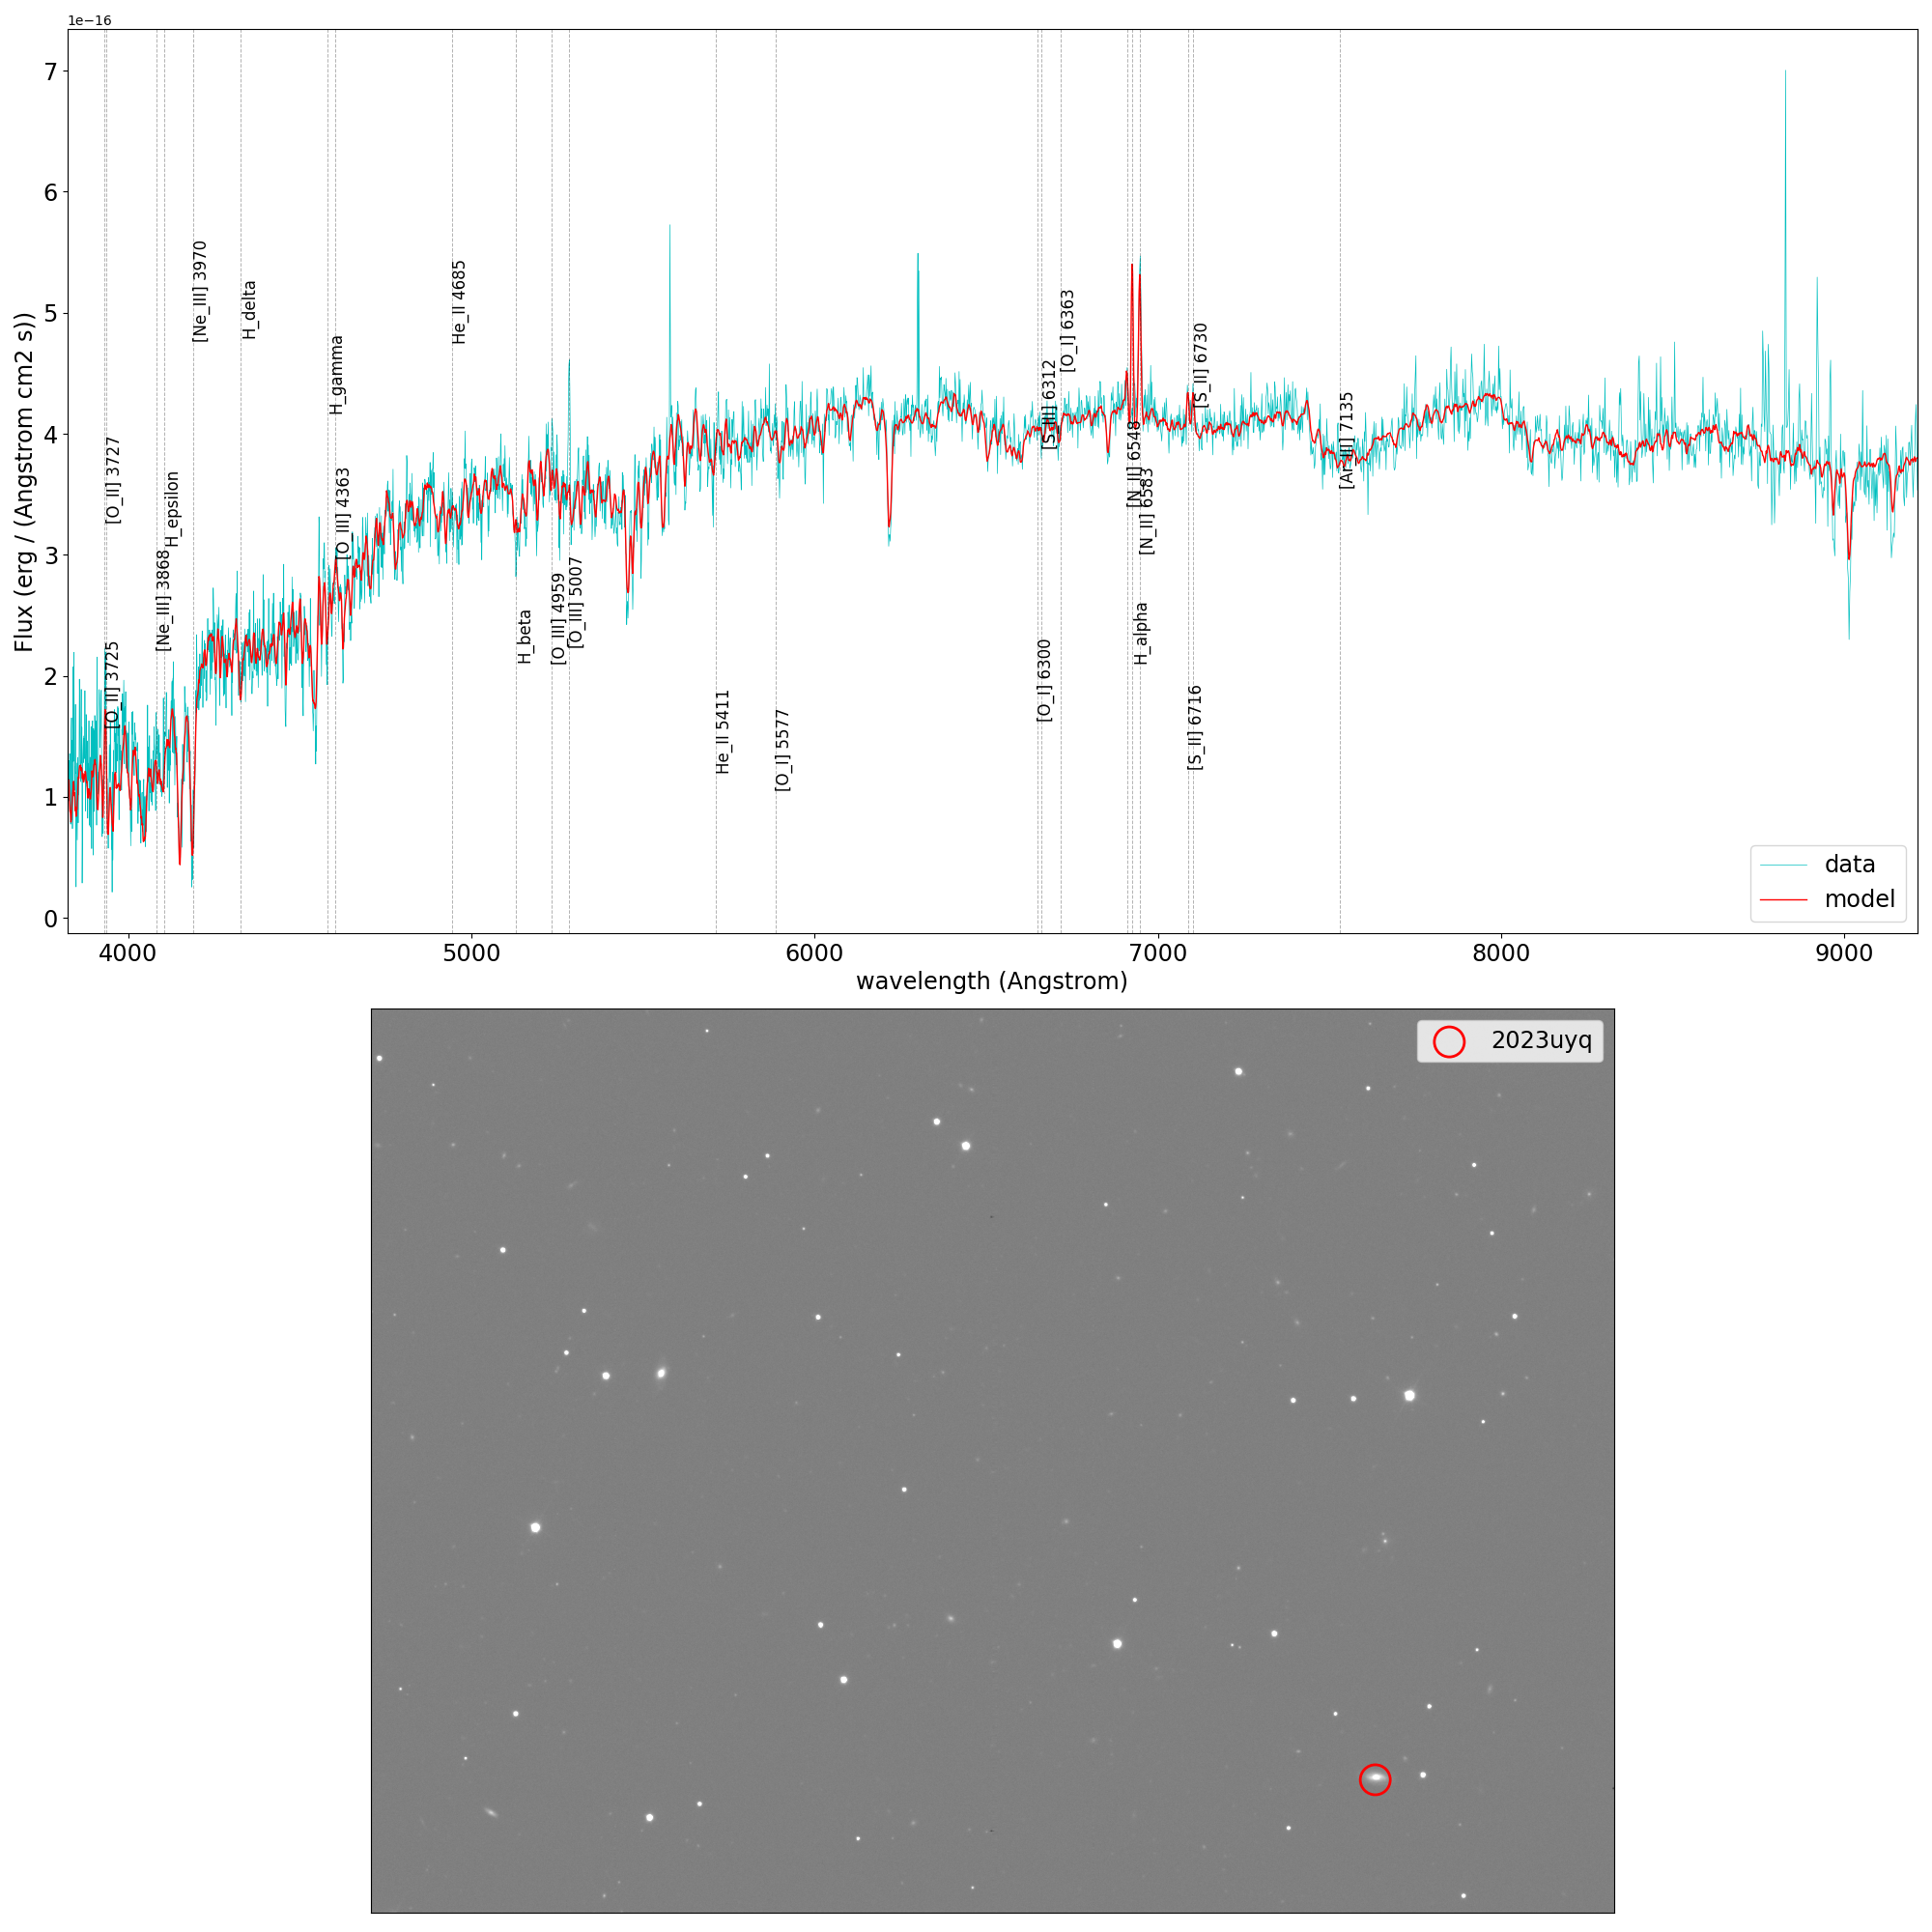 1e−16
7
6
5
4
3
2
1
0
Flux (erg / (Angstrom cm2 s))
[O_II] 3725
[O_II] 3727
[Ne_III] 3868
H_epsilon
[Ne_III] 3970
H_delta
H_gamma
[O_III] 4363
He_II 4685
H_beta
[O_III] 4959
[O_III] 5007
He_II 5411
[O_I] 5577
[O_I] 6300
[S_III] 6312
[O_I] 6363
[N_II] 6548
H_alpha
[N_II] 6583
[S_II] 6716
[S_II] 6730
[Ar_III] 7135
data
model
4000 5000 6000 7000 8000 9000
wavelength (Angstrom)
2023uyq